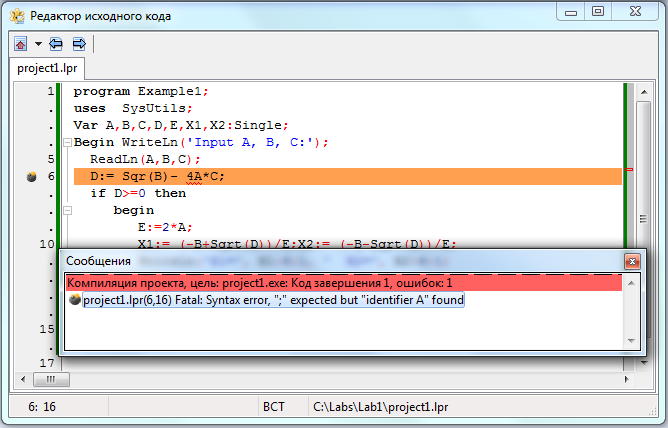 Редактор исходного кода
project1.lpr
1 program Example1;
. uses  SysUtils;
. Var A,B,C,D,E,X1,X2:Single;
. Begin WriteLn('Input A, B, C:');
5   ReadLn(A,B,C);
6   D:= Sqr(B)- 4A*C;
.   if D>=0 then
.      begin
.         E:=2*A;
10         X1:= (-B+Sqrt(D))/E;X2:= (-B-Sqrt(D))/E;
Сообщения
Компиляция проекта, цель: project1.exe: Код завершения 1, ошибок: 1
project1.lpr(6,16) Fatal: Syntax error, ";" expected but "identifier A" found
15
17
6: 16 ВСТ C:\Labs\Lab1\project1.lpr